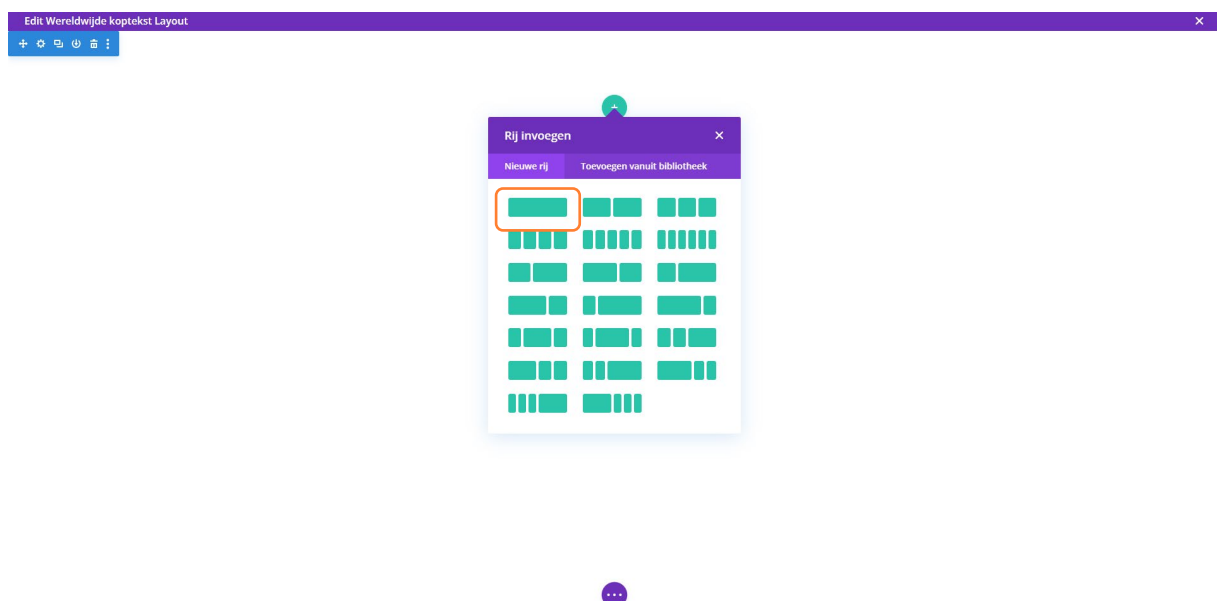 Edit Wereldwijde koptekst Layout
Rij invoegen
Nieuwe rij Toevoegen vanuit bibliotheek